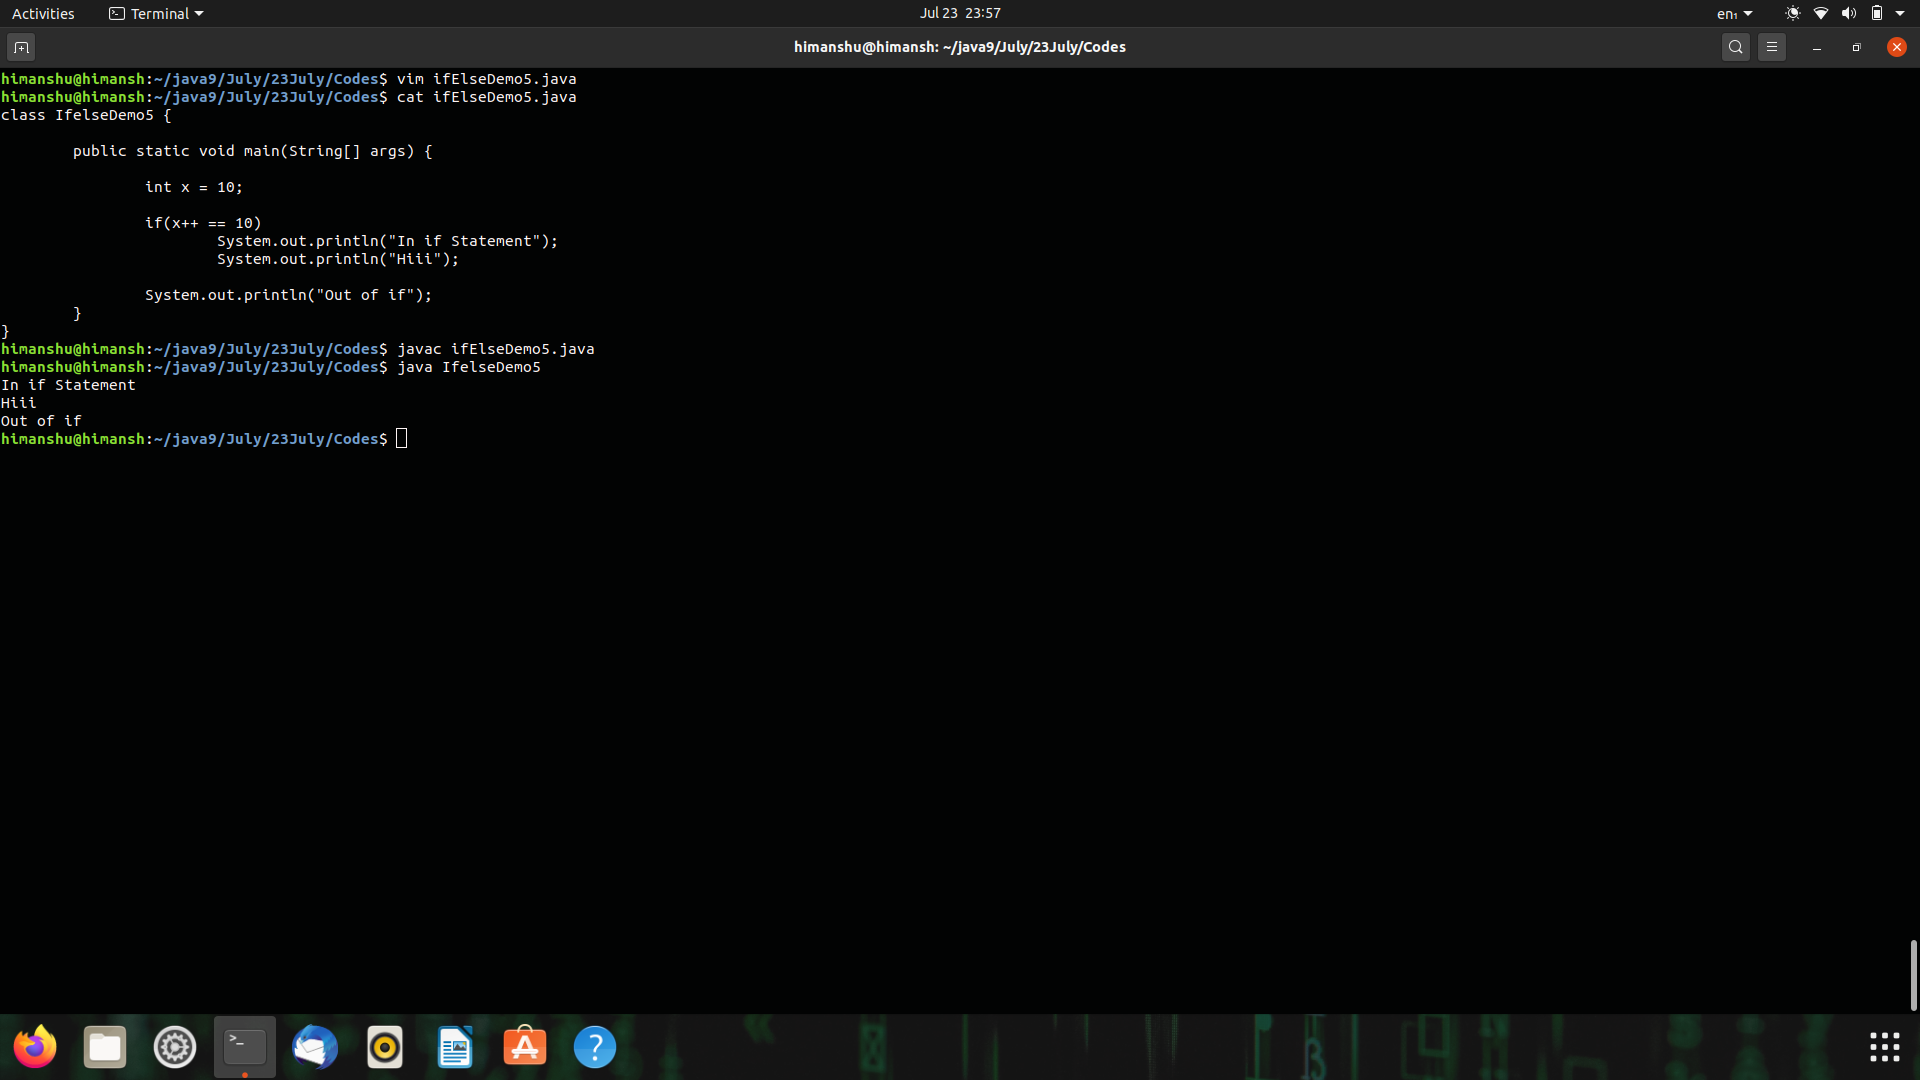 Activities
Terminal
Jul 23 23:57
en₁
himanshu@himansh: ~/java9/July/23July/Codes
himanshu@himansh:~/java9/July/23July/Codes$ vim ifElseDemo5.java
himanshu@himansh:~/java9/July/23July/Codes$ cat ifElseDemo5.java
class IfelseDemo5 {
        public static void main(String[] args) {
                int x = 10;
                if(x++ == 10)
                        System.out.println("In if Statement");
                        System.out.println("Hiii");
                System.out.println("Out of if");
        }
}
himanshu@himansh:~/java9/July/23July/Codes$ javac ifElseDemo5.java
himanshu@himansh:~/java9/July/23July/Codes$ java IfelseDemo5
In if Statement
Hiii
Out of if
himanshu@himansh:~/java9/July/23July/Codes$